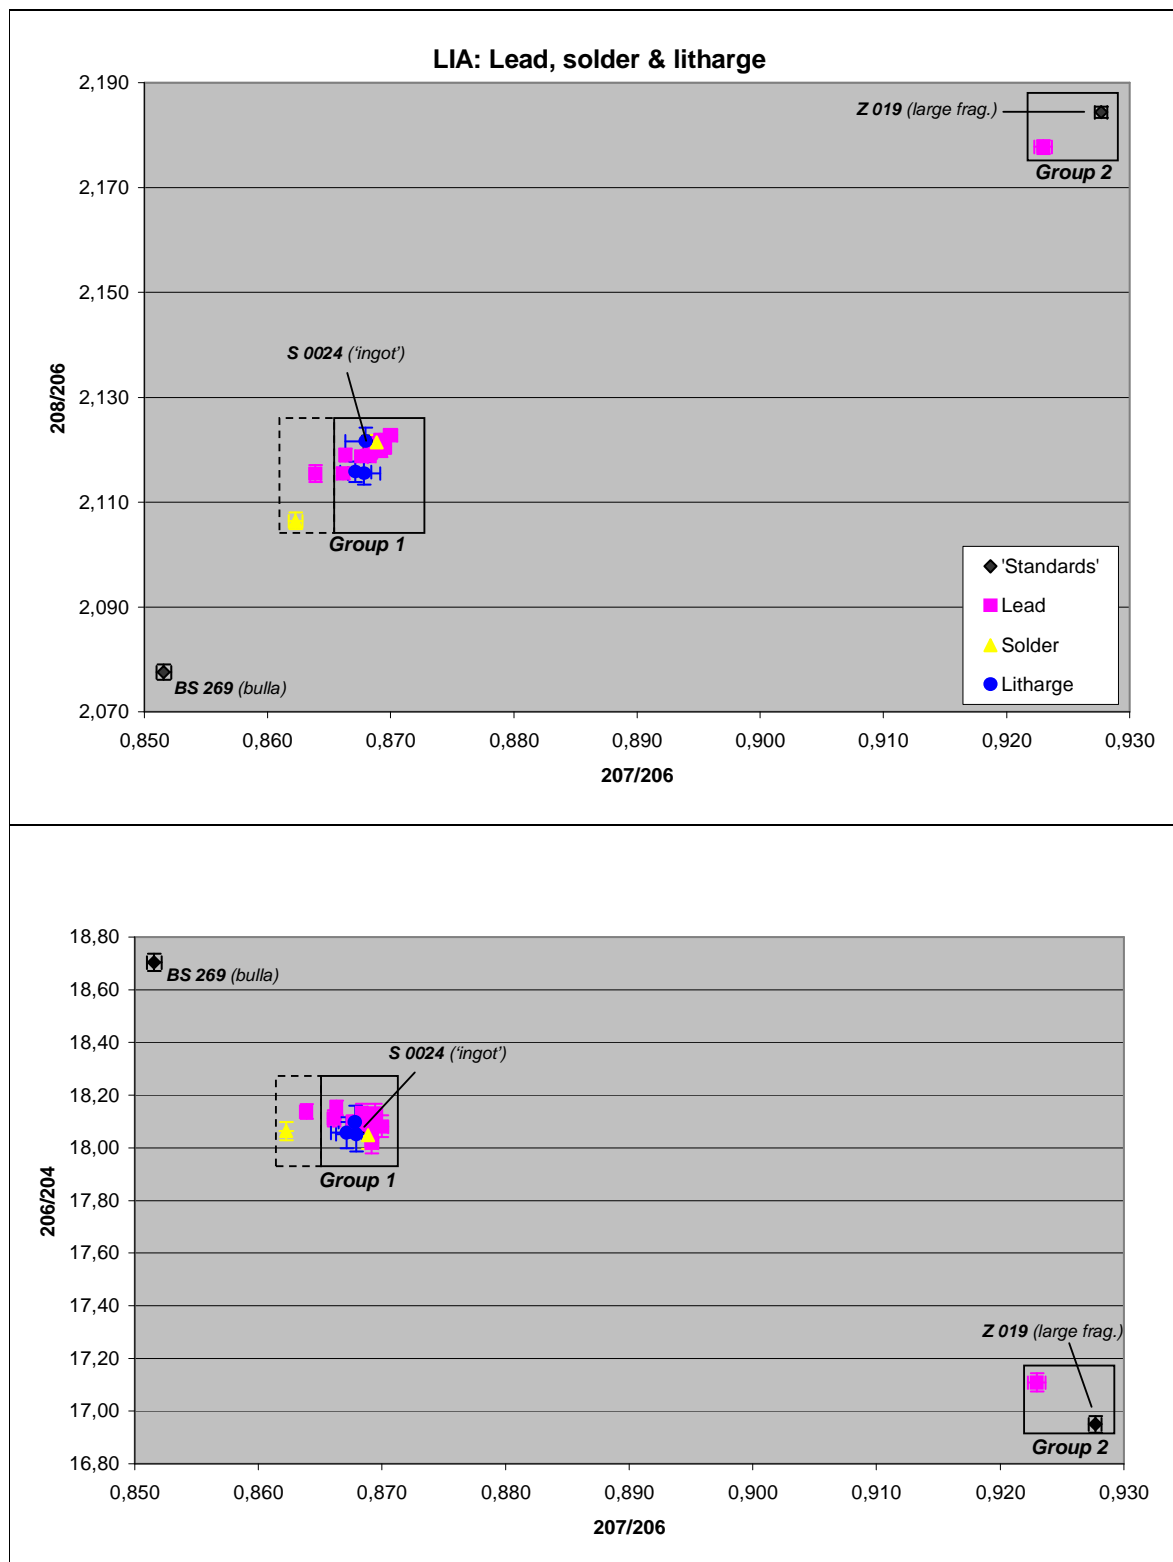 LIA: Lead, solder & litharge
2,190
2,170
2,150
2,130
2,110
2,090
2,070
208/206
Z 019 (large frag.)
Group 2
S 0024 ('ingot')
Group 1
BS 269 (bulla)
'Standards'
Lead
Solder
Litharge
0,850 0,860 0,870 0,880 0,890 0,900 0,910 0,920 0,930
207/206
18,80
18,60
18,40
18,20
18,00
17,80
17,60
17,40
17,20
17,00
16,80
206/204
BS 269 (bulla)
S 0024 ('ingot')
Group 1
Z 019 (large frag.)
Group 2
0,850 0,860 0,870 0,880 0,890 0,900 0,910 0,920 0,930
207/206